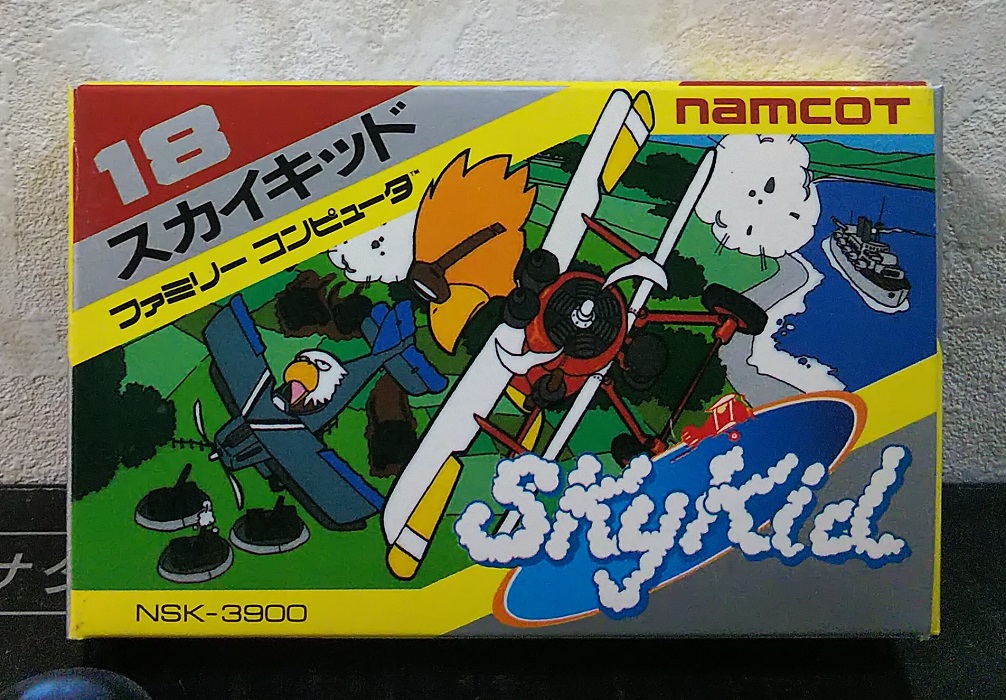 18
namcot
スカイキッド
ファミリーコンピュータ™
SkyKid
NSK-3900
ナ